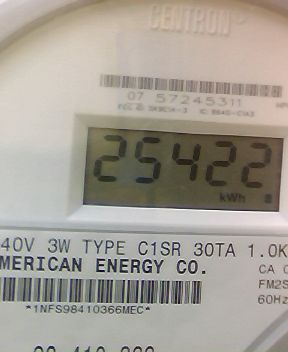 CENTRON
07 57245311
25422
kWh
40V 3W TYPE C1SR 30TA 1.0K
MERICAN ENERGY CO.
CA 0
FM2S
60Hz
*1NFS98410366MEC*